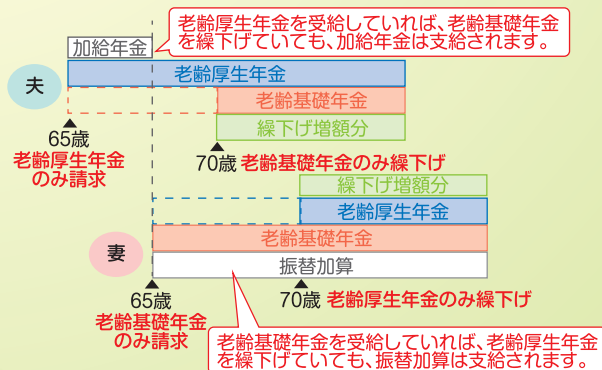 老齢厚生年金を受給していれば、老齢基礎年金
を繰下げていても、加給年金は支給されます。
加給年金
夫
老齢厚生年金
老齢基礎年金
繰下げ増額分
65歳
老齢厚生年金
のみ請求
70歳 老齢基礎年金のみ繰下げ
繰下げ増額分
老齢厚生年金
妻
老齢基礎年金
振替加算
65歳
老齢基礎年金
のみ請求
70歳 老齢厚生年金のみ繰下げ
老齢基礎年金を受給していれば、老齢厚生年金
を繰下げていても、振替加算は支給されます。